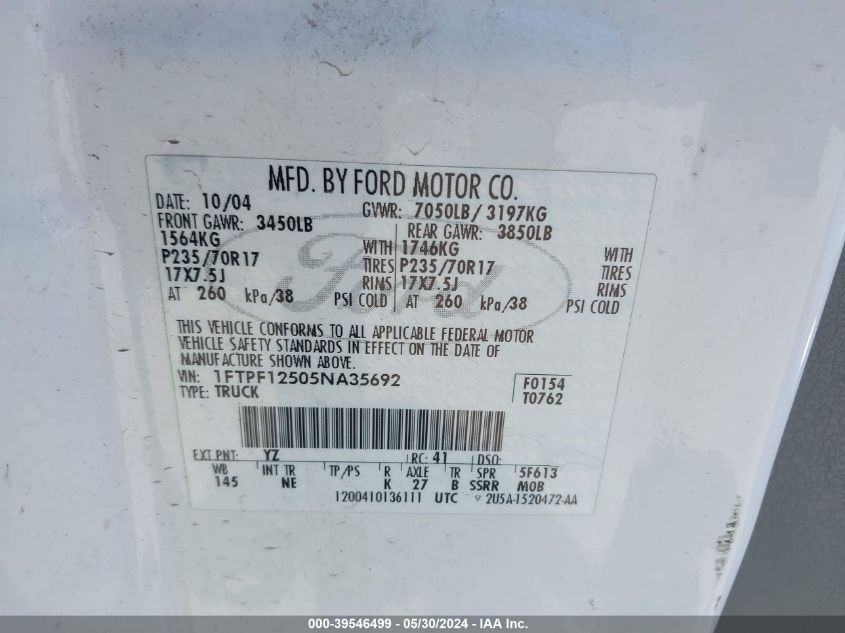 MFD. BY FORD MOTOR CO.
DATE: 10/04 GVWR: 7050LB/ 3197KG
FRONT GAWR: 3450LB REAR GAWR: 3850LB
1564KG WITH 1746KG WITH
P235/70R17 TIRES P235/70R17 TIRES
17X7.5J RIMS 17X7.5J RIMS
AT 260 kPa/38 PSI COLD AT 260 kPa/38 PSI COLD
Ford
THIS VEHICLE CONFORMS TO ALL APPLICABLE FEDERAL MOTOR
VEHICLE SAFETY STANDARDS IN EFFECT ON THE DATE OF
MANUFACTURE SHOWN ABOVE.
VIN: 1FTPF12505NA35692 F0154
TYPE: TRUCK T0762
EXT PNT: YZ RC: 41 DSO:
WB INT TR TP/PS R AXLE TR SPR 5F613
145 NE K 27 B SSRR MOB
1200410136111 UTC 2U5A-1520472-AA
000-39546499 - 05/30/2024 - IAA Inc.